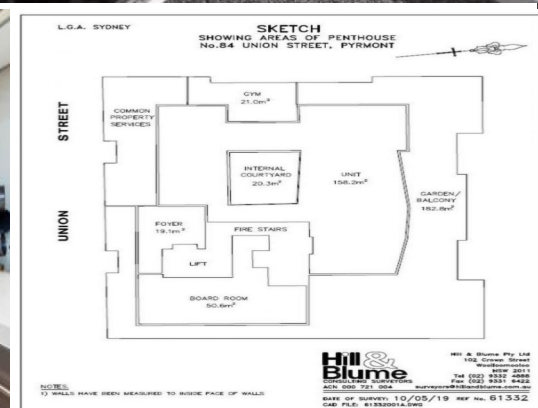 L.G.A. SYDNEY
SKETCH
SHOWING AREAS OF PENTHOUSE
No.84 UNION STREET, PYRMONT
UNION STREET
COMMON
PROPERTY
SERVICES
GYM
21.0m²
INTERNAL
COURTYARD
20.3m²
UNIT
158.2m²
GARDEN/
BALCONY
182.8m²
FOYER
19.1m²
FIRE STAIRS
LIFT
BOARD ROOM
50.6m²
NOTES:
1) WALLS HAVE BEEN MEASURED TO INSIDE FACE OF WALLS
Hill & Blume
CONSULTING SURVEYORS
ACN 000 721 004
Hill & Blume Pty Ltd
102 Crown Street
Woolloomooloo
NSW 2011
Tel (02) 9332 4888
Fax (02) 9331 6422
surveyors@hillandblume.com.au
DATE OF SURVEY: 10/05/19 REF No. 61332
CAD FILE: 61332001A.DWG